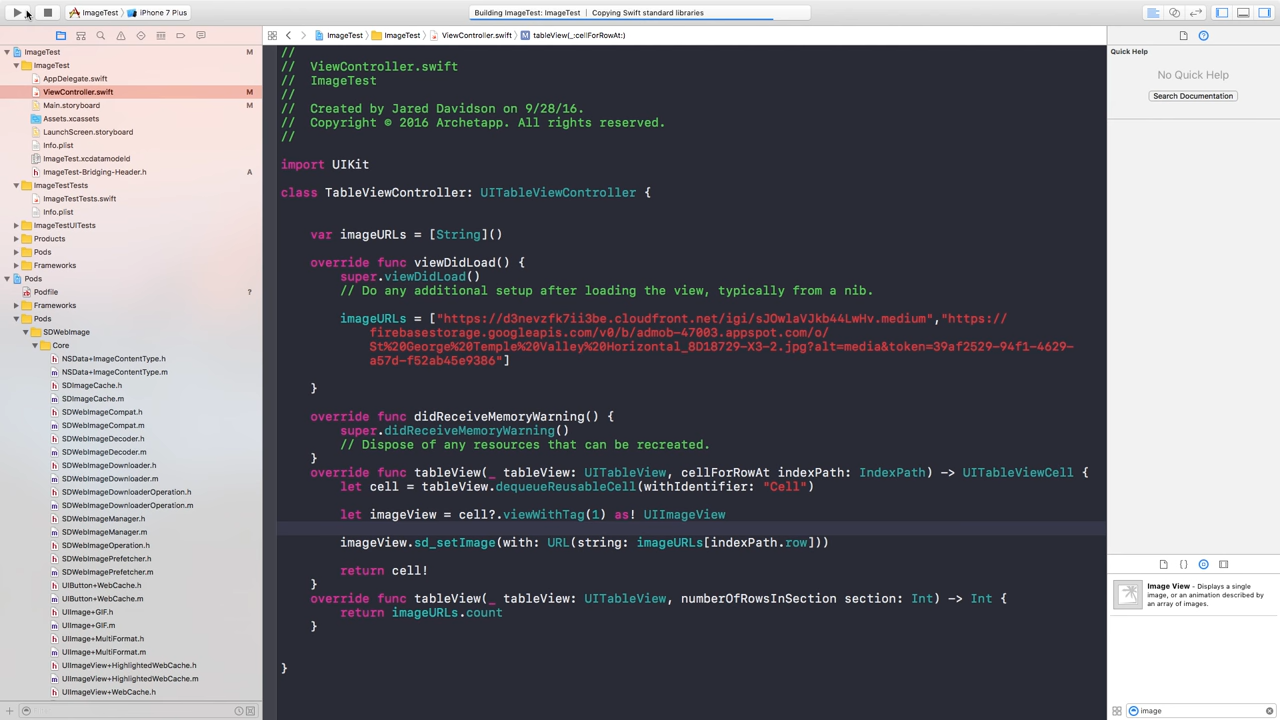 ImageTest
iPhone 7 Plus
Building ImageTest: ImageTest | Copying Swift standard libraries
ImageTest
ImageTest
ViewController.swift
tableView(_:cellForRowAt:)
ImageTest M
ImageTest
AppDelegate.swift
ViewController.swift M
Main.storyboard M
Assets.xcassets
LaunchScreen.storyboard
Info.plist
ImageTest.xcdatamodeld
ImageTest-Bridging-Header.h A
ImageTestTests
ImageTestTests.swift
Info.plist
ImageTestUITests
Products
Pods
Frameworks
Pods
Podfile ?
Frameworks
Pods
SDWebImage
Core
NSData+ImageContentType.h
NSData+ImageContentType.m
SDImageCache.h
SDImageCache.m
SDWebImageCompat.h
SDWebImageCompat.m
SDWebImageDecoder.h
SDWebImageDecoder.m
SDWebImageDownloader.h
SDWebImageDownloader.m
SDWebImageDownloaderOperation.h
SDWebImageDownloaderOperation.m
SDWebImageManager.h
SDWebImageManager.m
SDWebImageOperation.h
SDWebImagePrefetcher.h
SDWebImagePrefetcher.m
UIButton+WebCache.h
UIButton+WebCache.m
UIImage+GIF.h
UIImage+GIF.m
UIImage+MultiFormat.h
UIImage+MultiFormat.m
UIImageView+HighlightedWebCache.h
UIImageView+HighlightedWebCache.m
UIImageView+WebCache.h
//
// ViewController.swift
// ImageTest
//
// Created by Jared Davidson on 9/28/16.
// Copyright © 2016 Archetapp. All rights reserved.
//
import UIKit
class TableViewController: UITableViewController {
var imageURLs = [String]()
override func viewDidLoad() {
super.viewDidLoad()
// Do any additional setup after loading the view, typically from a nib.
imageURLs = ["https://d3nevzfk7ii3be.cloudfront.net/igi/sJOwlaVJkb44LwHv.medium","https://
firebasestorage.googleapis.com/v0/b/admob-47003.appspot.com/o/
St%20George%20Temple%20Valley%20Horizontal_8D18729-X3-2.jpg?alt=media&token=39af2529-94f1-4629-
a57d-f52ab45e9386"]
}
override func didReceiveMemoryWarning() {
super.didReceiveMemoryWarning()
// Dispose of any resources that can be recreated.
}
override func tableView(_ tableView: UITableView, cellForRowAt indexPath: IndexPath) -> UITableViewCell {
let cell = tableView.dequeueReusableCell(withIdentifier: "Cell")
let imageView = cell?.viewWithTag(1) as! UIImageView
imageView.sd_setImage(with: URL(string: imageURLs[indexPath.row]))
return cell!
}
override func tableView(_ tableView: UITableView, numberOfRowsInSection section: Int) -> Int {
return imageURLs.count
}
}
Quick Help
No Quick Help
Search Documentation
Image View - Displays a single
image, or an animation described by
an array of images.
image